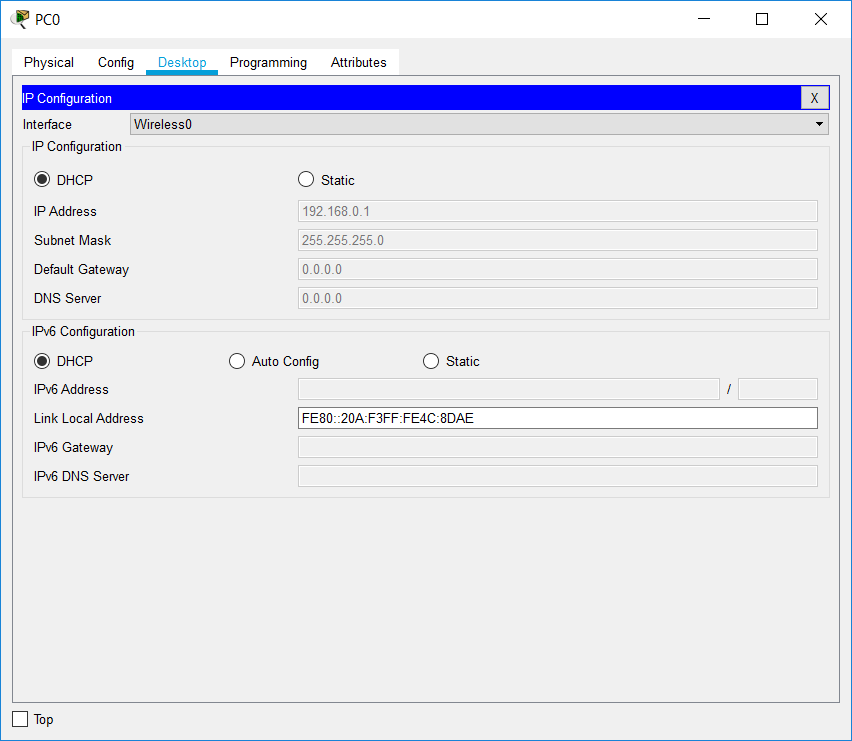 PC0
Physical Config Desktop Programming Attributes
IP Configuration X
Interface Wireless0
IP Configuration
DHCP Static
IP Address 192.168.0.1
Subnet Mask 255.255.255.0
Default Gateway 0.0.0.0
DNS Server 0.0.0.0
IPv6 Configuration
DHCP Auto Config Static
IPv6 Address /
Link Local Address FE80::20A:F3FF:FE4C:8DAE
IPv6 Gateway
IPv6 DNS Server
Top